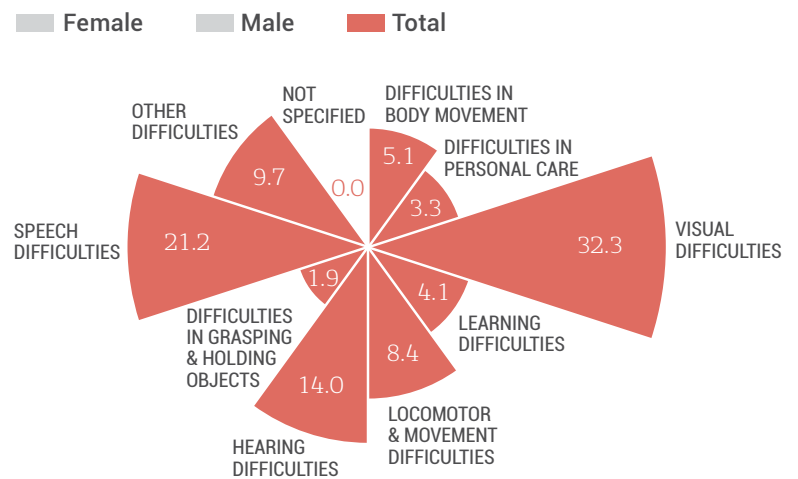 Female
Male
Total
NOT
SPECIFIED
0.0
DIFFICULTIES IN
BODY MOVEMENT
5.1
DIFFICULTIES IN
PERSONAL CARE
3.3
VISUAL
DIFFICULTIES
32.3
LEARNING
DIFFICULTIES
4.1
LOCOMOTOR
& MOVEMENT
DIFFICULTIES
8.4
HEARING
DIFFICULTIES
14.0
DIFFICULTIES
IN GRASPING
& HOLDING
OBJECTS
1.9
SPEECH
DIFFICULTIES
21.2
OTHER
DIFFICULTIES
9.7